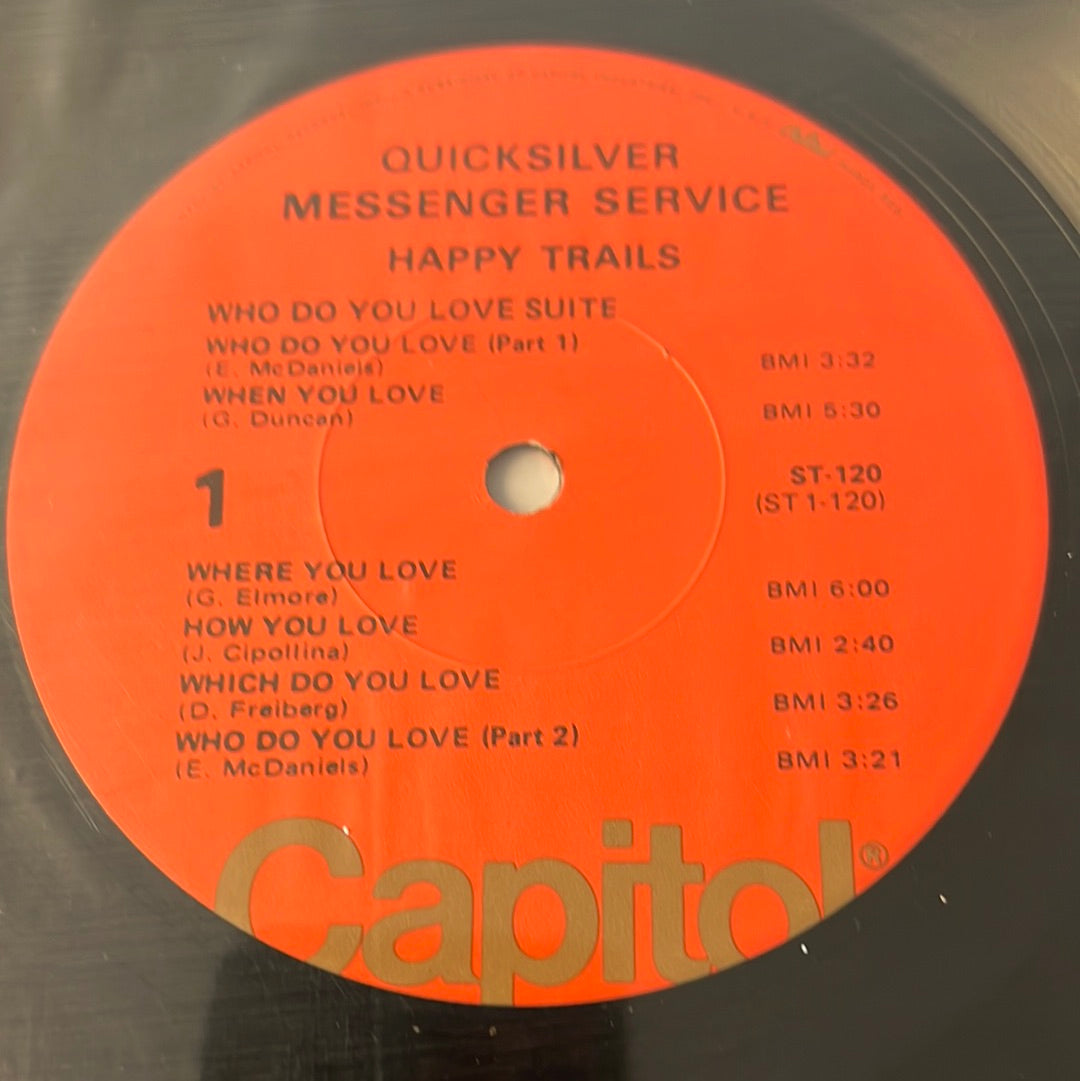 QUICKSILVER
MESSENGER SERVICE
HAPPY TRAILS
WHO DO YOU LOVE SUITE
WHO DO YOU LOVE (Part 1)
(E. McDaniels)
BMI 3:32
WHEN YOU LOVE
(G. Duncan)
BMI 5:30
1
ST-120
(ST 1-120)
WHERE YOU LOVE
(G. Elmore)
BMI 6:00
HOW YOU LOVE
(J. Cipollina)
BMI 2:40
WHICH DO YOU LOVE
(D. Freiberg)
BMI 3:26
WHO DO YOU LOVE (Part 2)
(E. McDaniels)
BMI 3:21
Capitol®